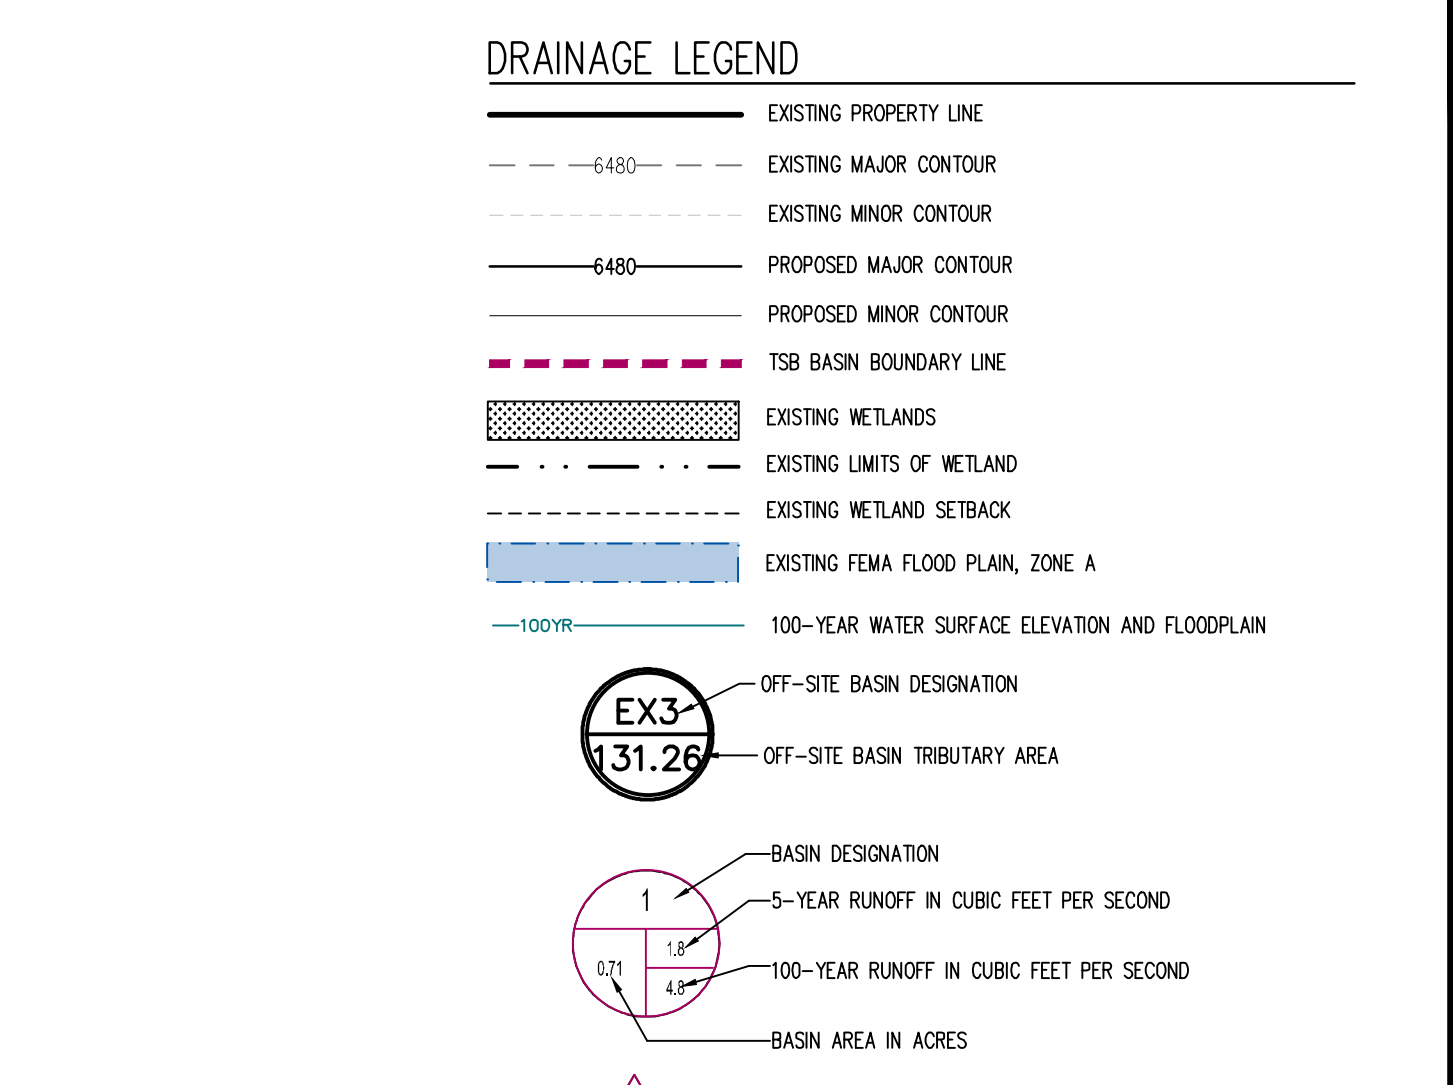 DRAINAGE LEGEND
EXISTING PROPERTY LINE
6480 EXISTING MAJOR CONTOUR
EXISTING MINOR CONTOUR
6480 PROPOSED MAJOR CONTOUR
PROPOSED MINOR CONTOUR
TSB BASIN BOUNDARY LINE
EXISTING WETLANDS
EXISTING LIMITS OF WETLAND
EXISTING WETLAND SETBACK
EXISTING FEMA FLOOD PLAIN, ZONE A
100YR 100-YEAR WATER SURFACE ELEVATION AND FLOODPLAIN
OFF-SITE BASIN DESIGNATION
EX3
131.26 OFF-SITE BASIN TRIBUTARY AREA
BASIN DESIGNATION
1 5-YEAR RUNOFF IN CUBIC FEET PER SECOND
1.8
0.71 100-YEAR RUNOFF IN CUBIC FEET PER SECOND
4.8
BASIN AREA IN ACRES